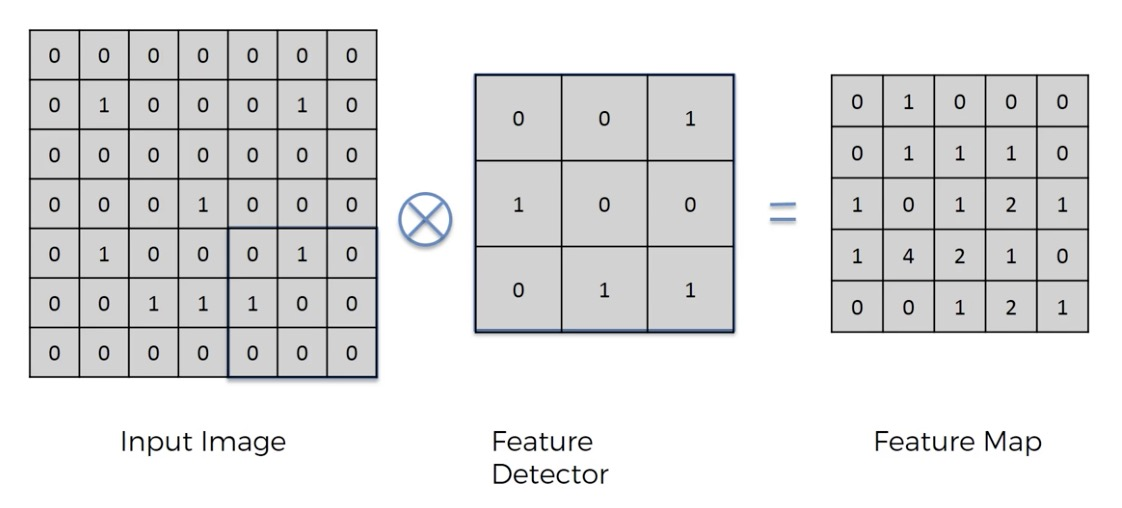 0 0 0 0 0 0 0
0 1 0 0 0 1 0
0 0 0 0 0 0 0
0 0 0 1 0 0 0
0 1 0 0 0 1 0
0 0 1 1 1 0 0
0 0 0 0 0 0 0
Input Image
0 0 1
1 0 0
0 1 1
Feature
Detector
=
0 1 0 0 0
0 1 1 1 0
1 0 1 2 1
1 4 2 1 0
0 0 1 2 1
Feature Map